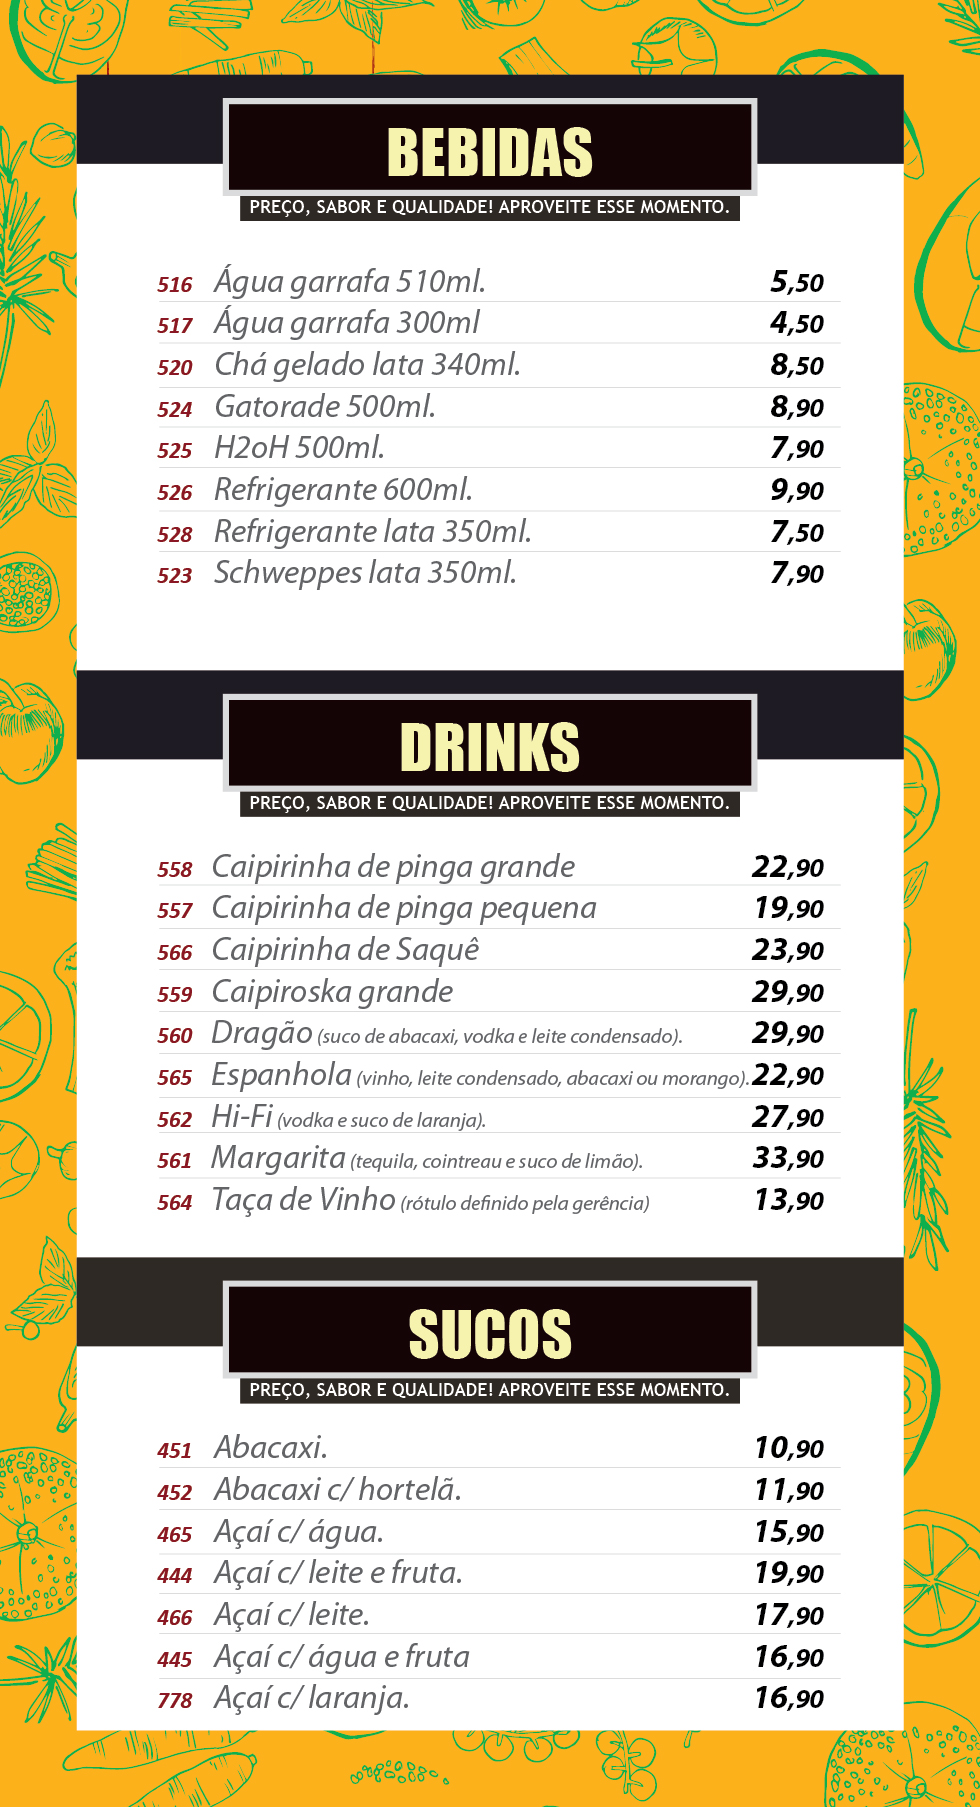 BEBIDAS
PREÇO, SABOR E QUALIDADE! APROVEITE ESSE MOMENTO.
516 Água garrafa 510ml. 5,50
517 Água garrafa 300ml 4,50
520 Chá gelado lata 340ml. 8,50
524 Gatorade 500ml. 8,90
525 H2oH 500ml. 7,90
526 Refrigerante 600ml. 9,90
528 Refrigerante lata 350ml. 7,50
523 Schweppes lata 350ml. 7,90
DRINKS
PREÇO, SABOR E QUALIDADE! APROVEITE ESSE MOMENTO.
558 Caipirinha de pinga grande 22,90
557 Caipirinha de pinga pequena 19,90
566 Caipirinha de Saquê 23,90
559 Caipiroska grande 29,90
560 Dragão (suco de abacaxi, vodka e leite condensado). 29,90
565 Espanhola (vinho, leite condensado, abacaxi ou morango). 22,90
562 Hi-Fi (vodka e suco de laranja). 27,90
561 Margarita (tequila, cointreau e suco de limão). 33,90
564 Taça de Vinho (rótulo definido pela gerência) 13,90
SUCOS
PREÇO, SABOR E QUALIDADE! APROVEITE ESSE MOMENTO.
451 Abacaxi. 10,90
452 Abacaxi c/ hortelã. 11,90
465 Açaí c/ água. 15,90
444 Açaí c/ leite e fruta. 19,90
466 Açaí c/ leite. 17,90
445 Açaí c/ água e fruta 16,90
778 Açaí c/ laranja. 16,90